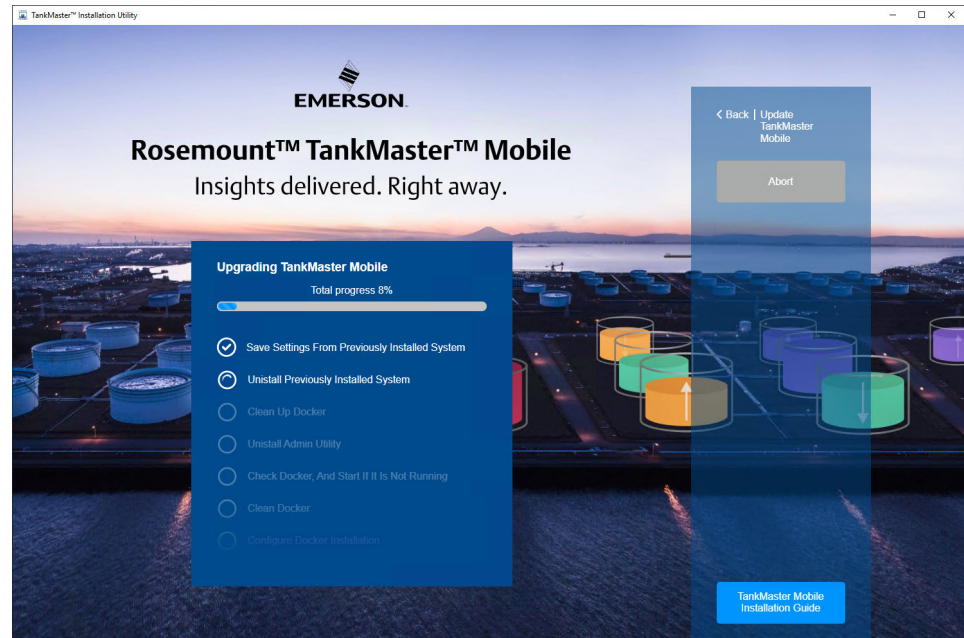 TankMaster™ Installation Utility
EMERSON™
Rosemount™ TankMaster™ Mobile
Insights delivered. Right away.
< Back | Update
TankMaster
Mobile
Abort
Upgrading TankMaster Mobile
Total progress 8%
Save Settings From Previously Installed System
Unistall Previously Installed System
Clean Up Docker
Unistall Admin Utility
Check Docker, And Start If It Is Not Running
Clean Docker
Configure Docker Installation
TankMaster Mobile
Installation Guide